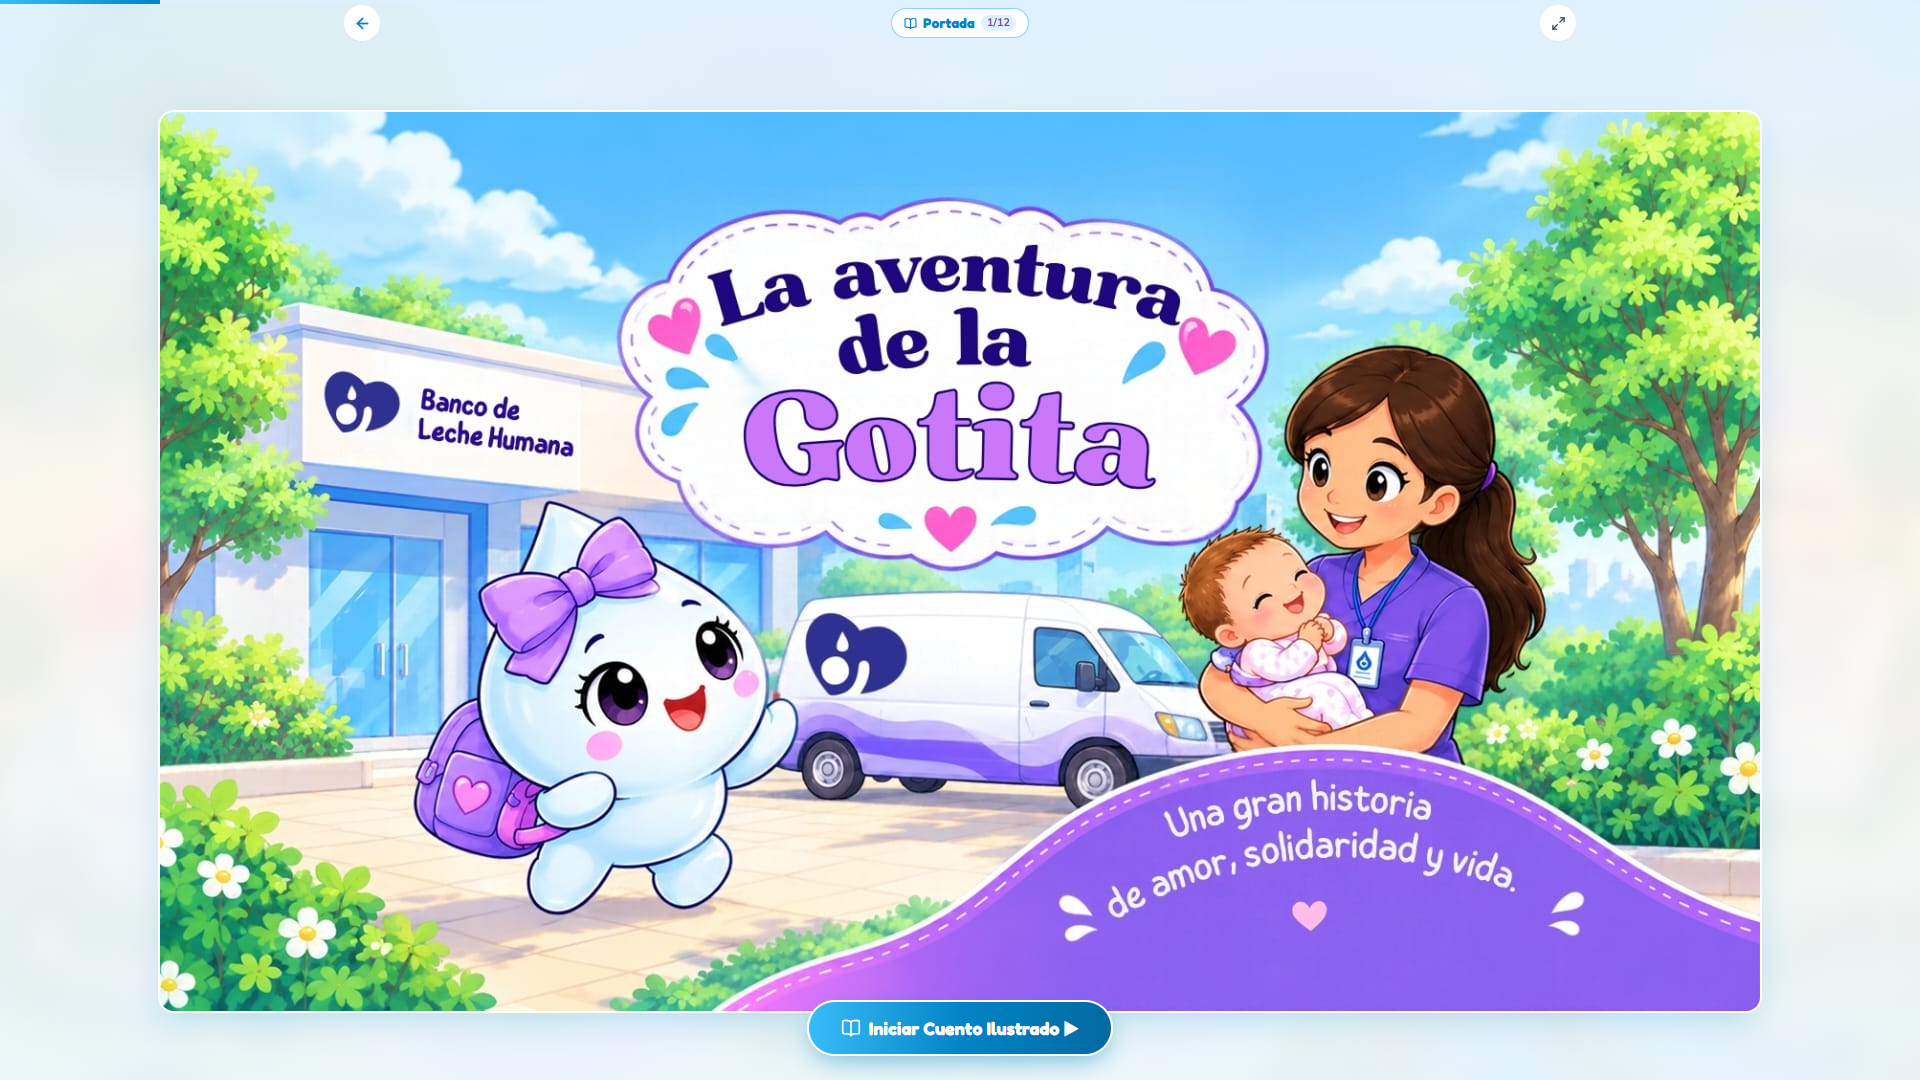 Portada 1/12
La aventura
de la
Gotita
Banco de
Leche Humana
Una gran historia
de amor, solidaridad y vida.
Iniciar Cuento Ilustrado ▶